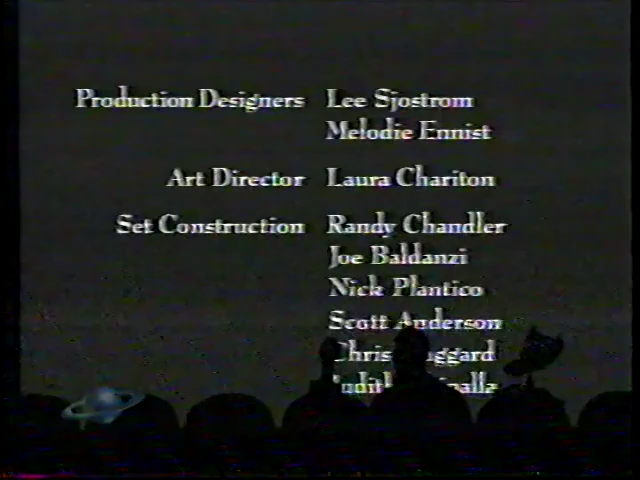 Production Designers Lee Sjostrom
Melodie Ennist
Art Director Laura Chariton
Set Construction Randy Chandler
Joe Baldanzi
Nick Plantico
Scott Anderson